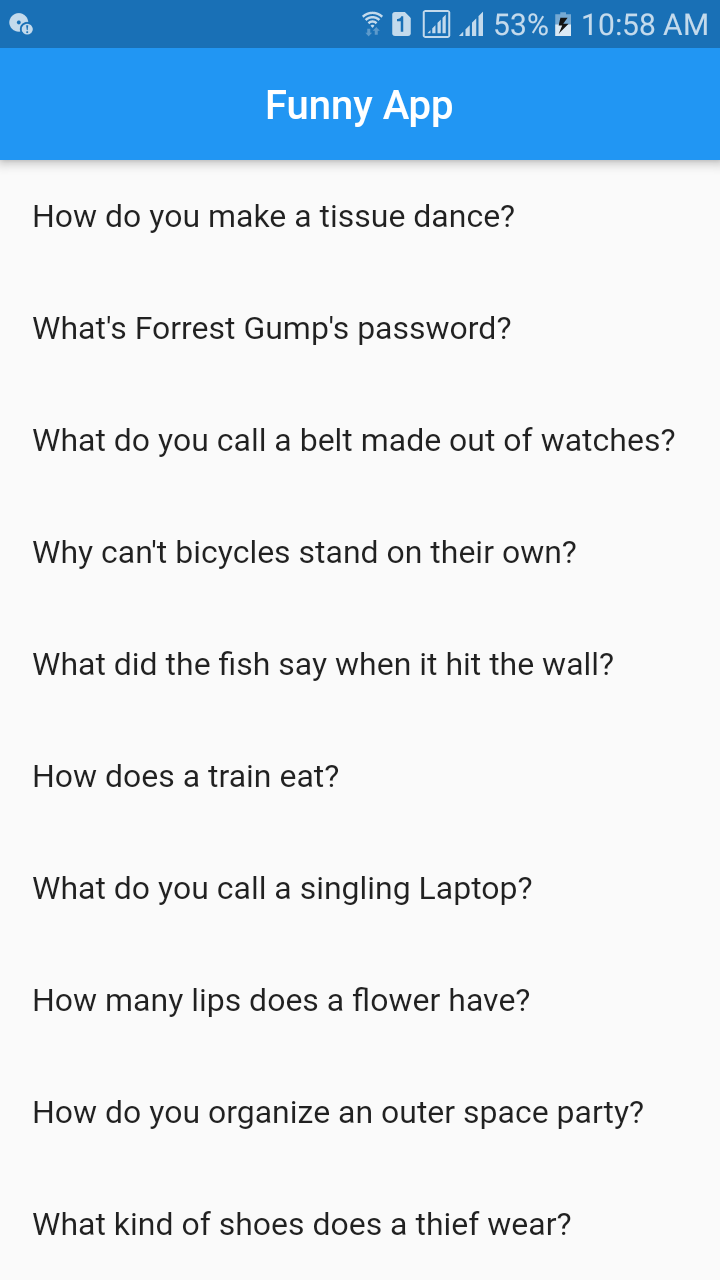 1 53% 10:58 AM
Funny App
How do you make a tissue dance?
What's Forrest Gump's password?
What do you call a belt made out of watches?
Why can't bicycles stand on their own?
What did the fish say when it hit the wall?
How does a train eat?
What do you call a singling Laptop?
How many lips does a flower have?
How do you organize an outer space party?
What kind of shoes does a thief wear?